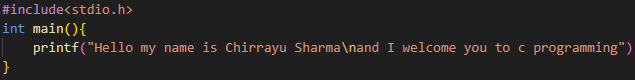 #include<stdio.h>
int main(){
    printf("Hello my name is Chirrayu Sharma\nand I welcome you to c programming")
}